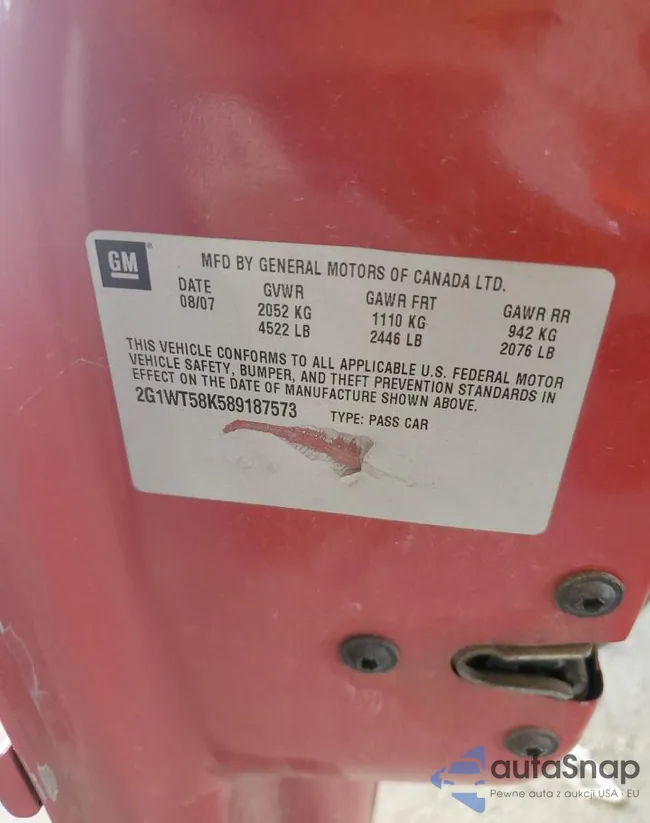 GM
MFD BY GENERAL MOTORS OF CANADA LTD.
DATE GVWR GAWR FRT GAWR RR
08/07 2052 KG 1110 KG 942 KG
4522 LB 2446 LB 2076 LB
THIS VEHICLE CONFORMS TO ALL APPLICABLE U.S. FEDERAL MOTOR
VEHICLE SAFETY, BUMPER, AND THEFT PREVENTION STANDARDS IN
EFFECT ON THE DATE OF MANUFACTURE SHOWN ABOVE.
2G1WT58K589187573 TYPE: PASS CAR
autaSnap
Pewne auta z aukcji USA i EU